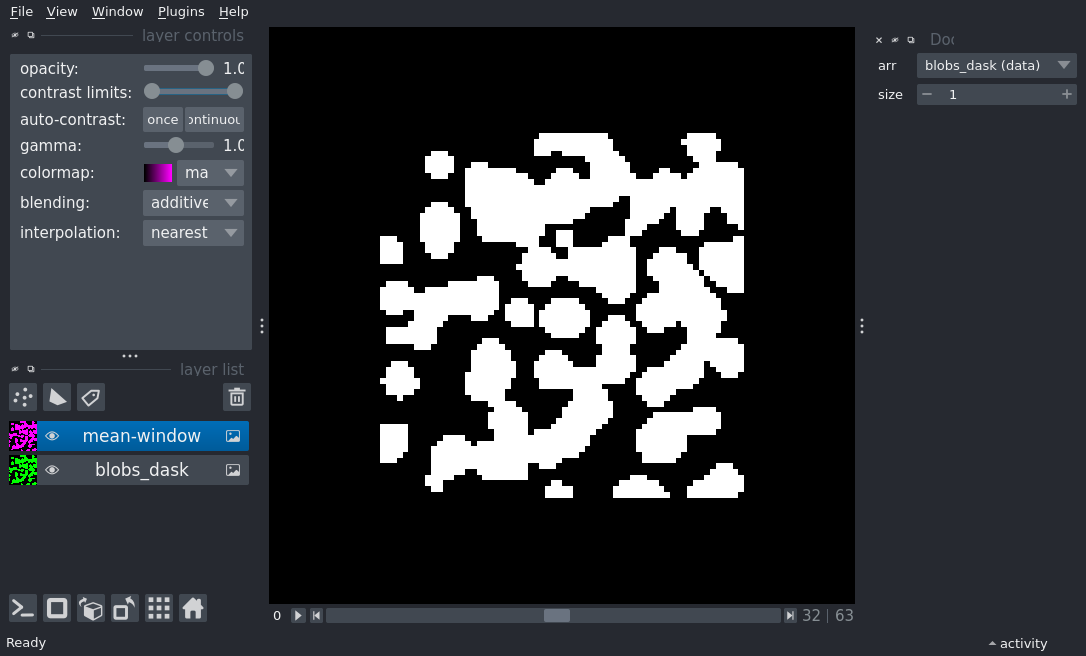 File View Window Plugins Help
layer controls
opacity: 1.0
contrast limits:
auto-contrast: once ontinuou
gamma: 1.0
colormap: ma
blending: additive
interpolation: nearest
layer list
mean-window
blobs_dask
0 32 | 63
Ready
Doc
arr blobs_dask (data)
size 1
activity